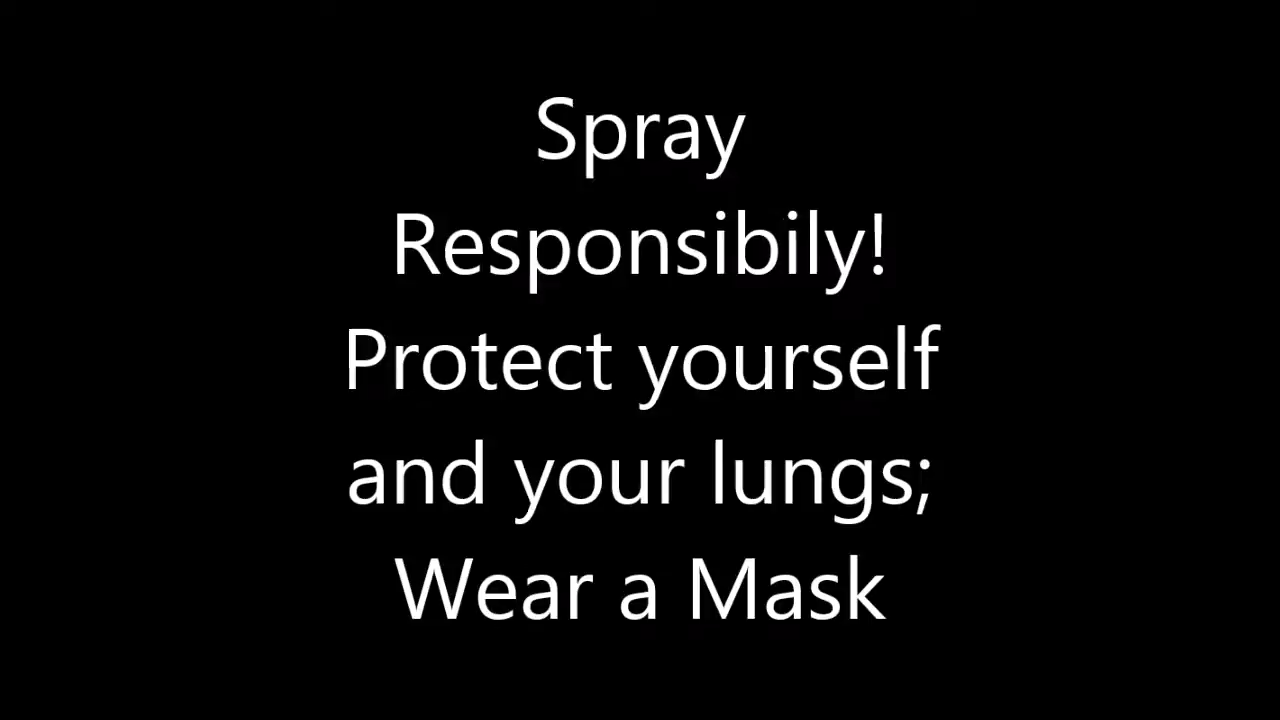 Spray
Responsibily!
Protect yourself
and your lungs;
Wear a Mask